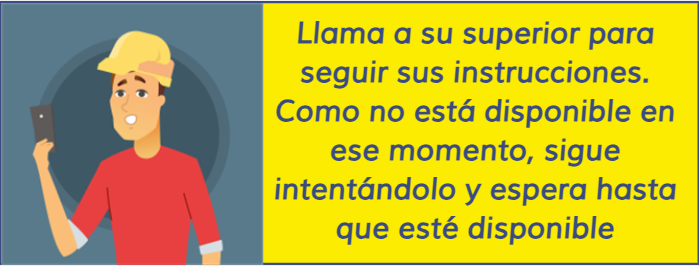 Llama a su superior para
seguir sus instrucciones.
Como no está disponible en
ese momento, sigue
intentándolo y espera hasta
que esté disponible